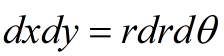 dxdy = rdrdθ